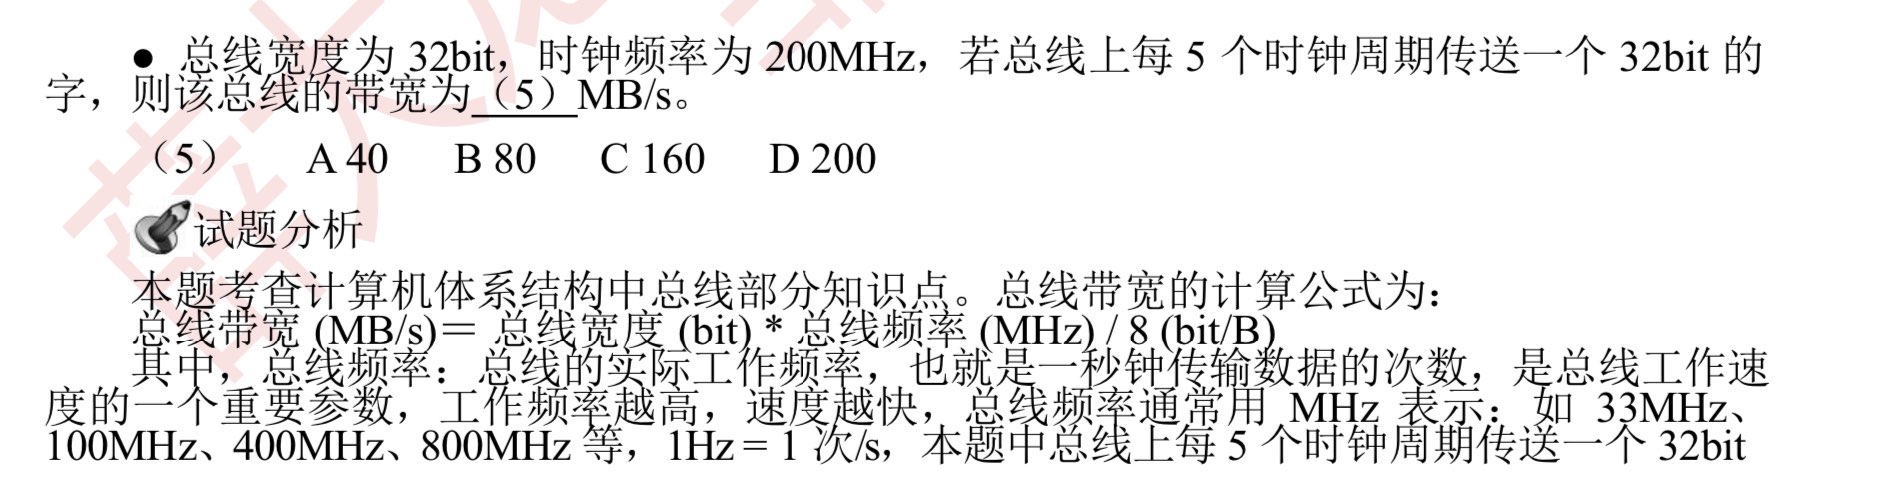 ● 总线宽度为 32bit，时钟频率为 200MHz，若总线上每 5 个时钟周期传送一个 32bit 的
字，则该总线的带宽为（5）MB/s。
（5） A 40 B 80 C 160 D 200
试题分析
本题考查计算机体系结构中总线部分知识点。总线带宽的计算公式为：
总线带宽 (MB/s)＝ 总线宽度 (bit) * 总线频率 (MHz) / 8 (bit/B)
其中，总线频率：总线的实际工作频率，也就是一秒钟传输数据的次数，是总线工作速
度的一个重要参数，工作频率越高，速度越快，总线频率通常用 MHz 表示：如 33MHz、
100MHz、400MHz、800MHz 等，1Hz = 1 次/s，本题中总线上每 5 个时钟周期传送一个 32bit